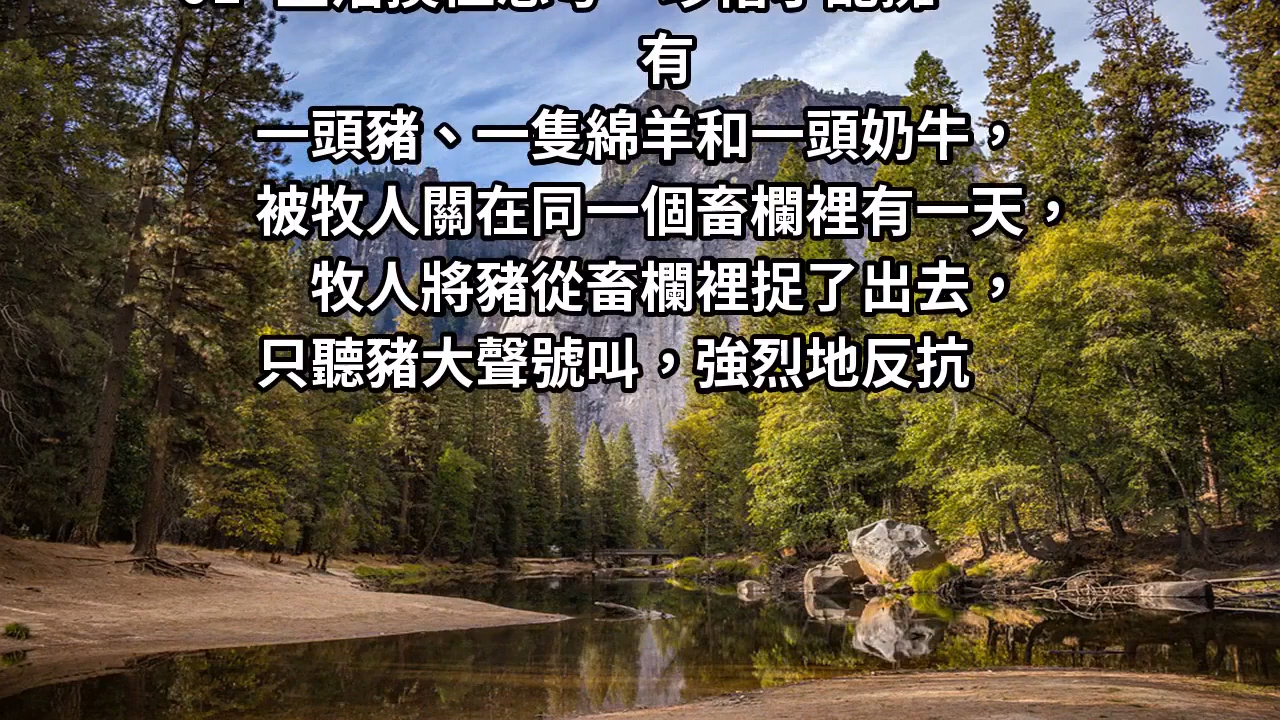 有
一頭豬、一隻綿羊和一頭奶牛，
被牧人關在同一個畜欄裡有一天，
牧人將豬從畜欄裡捉了出去，
只聽豬大聲號叫，強烈地反抗